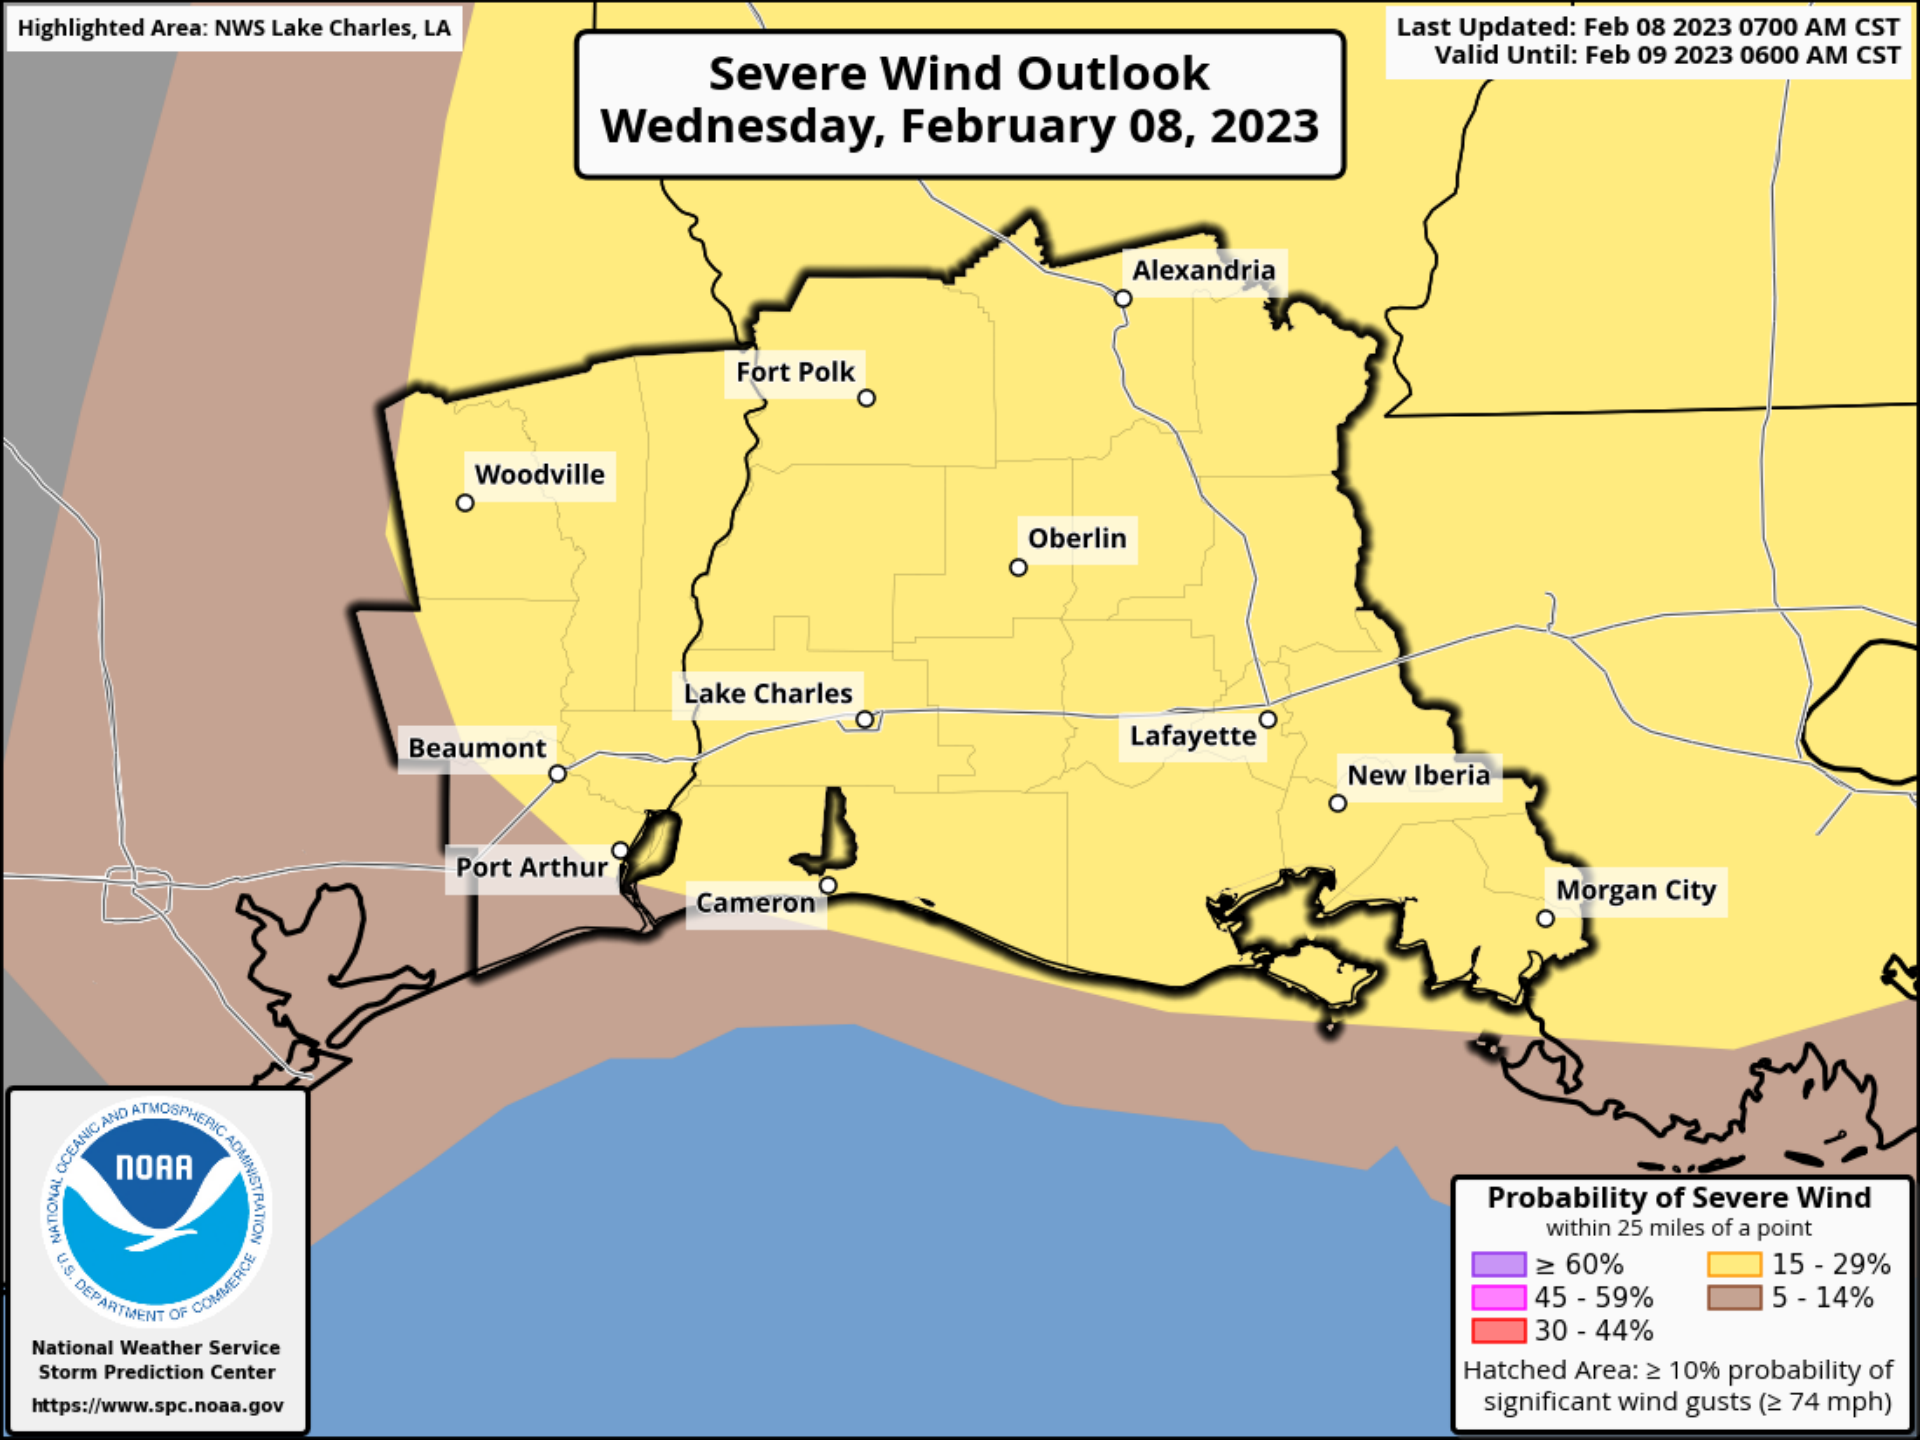 Highlighted Area: NWS Lake Charles, LA
Last Updated: Feb 08 2023 0700 AM CST
Valid Until: Feb 09 2023 0600 AM CST
Severe Wind Outlook
Wednesday, February 08, 2023
Alexandria
Fort Polk
Woodville
Oberlin
Lake Charles
Lafayette
Beaumont
New Iberia
Port Arthur
Cameron
Morgan City
NATIONAL OCEANIC AND ATMOSPHERIC ADMINISTRATION
NOAA
U.S. DEPARTMENT OF COMMERCE
National Weather Service
Storm Prediction Center
https://www.spc.noaa.gov
Probability of Severe Wind
within 25 miles of a point
≥ 60%
15 - 29%
45 - 59%
5 - 14%
30 - 44%
Hatched Area: ≥ 10% probability of
significant wind gusts (≥ 74 mph)